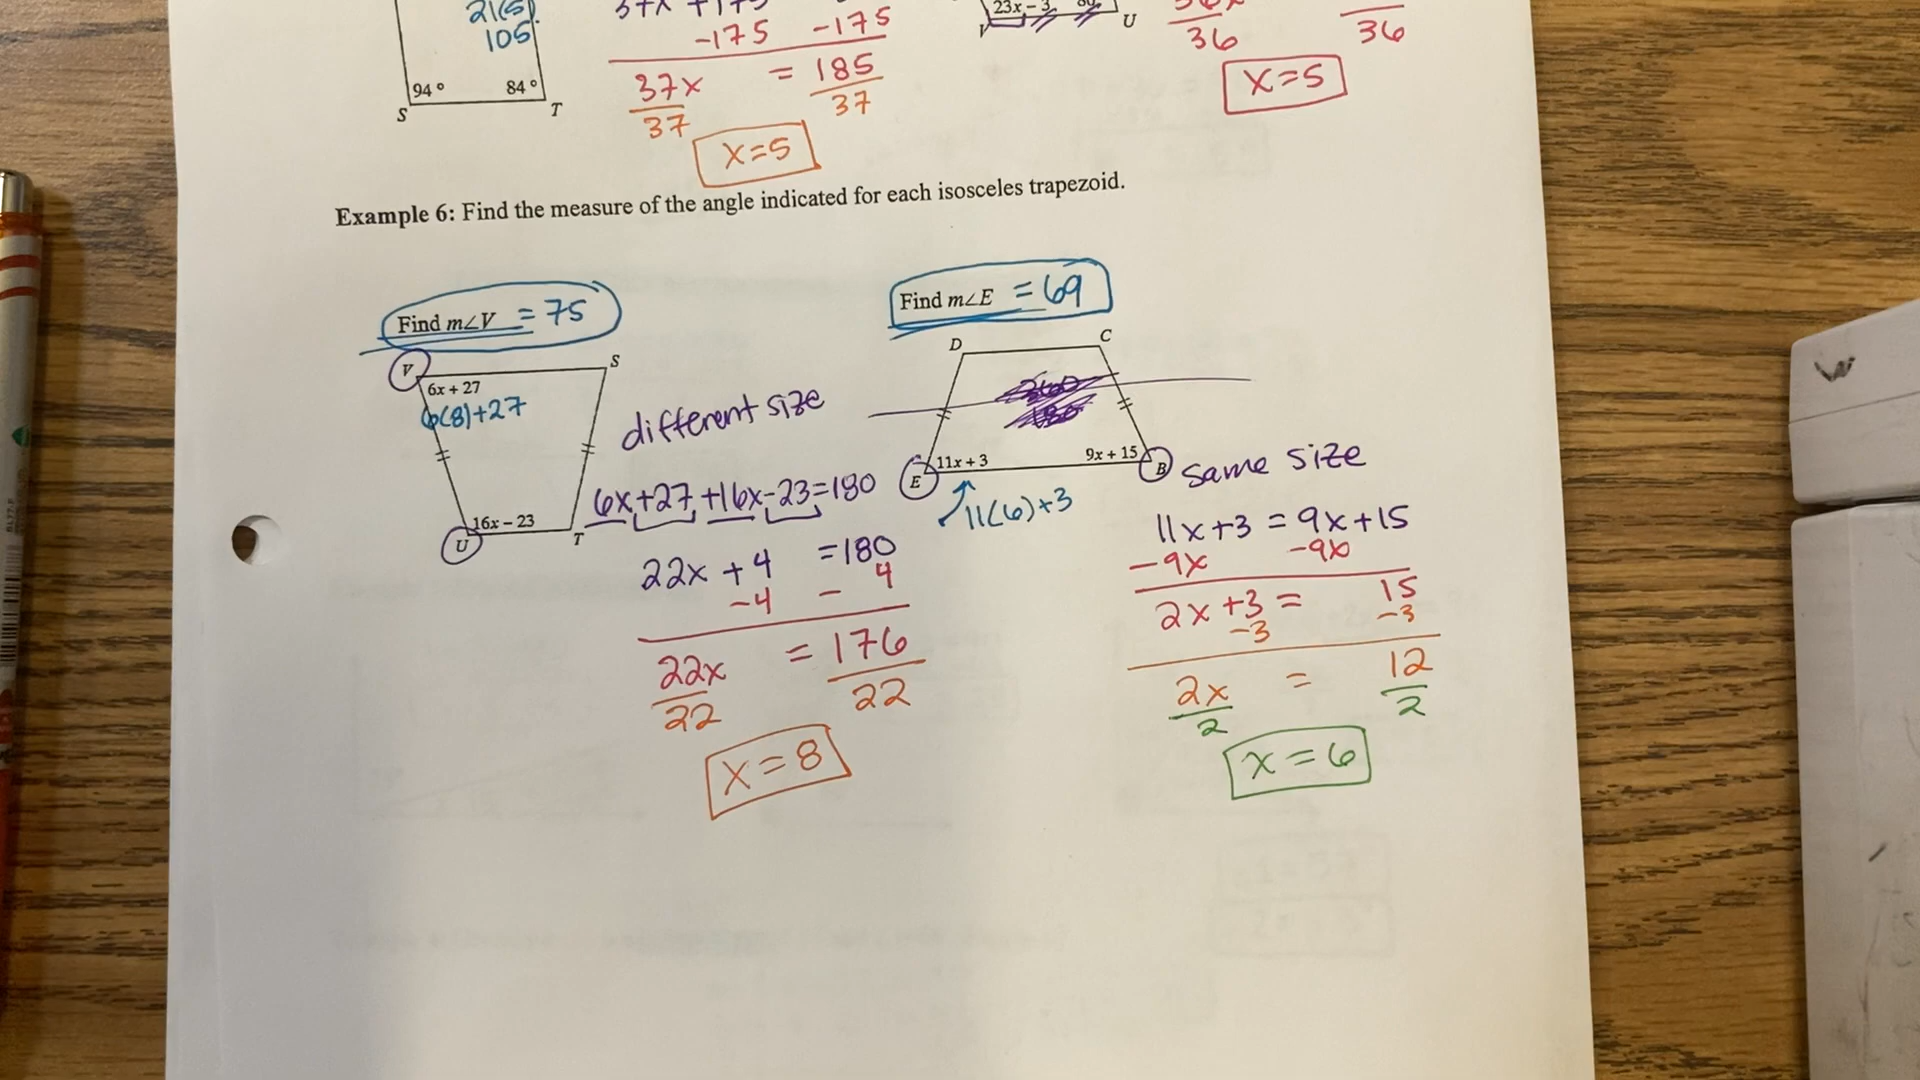 21(5)
105
94°
84°
S
T
-175 -175
37x = 185
37 37
x=5
23x – 3
U
36 36
x=5
Example 6: Find the measure of the angle indicated for each isosceles trapezoid.
Find m∠V = 75
V
S
6x + 27
6(8)+27
16x – 23
U
T
different size
6x+27+16x-23=180
22x + 4 = 180
-4 - 4
22x = 176
22 22
x = 8
Find m∠E = 69
D
C
11x + 3
9x + 15
E
B
11(6)+3
same size
11x+3 = 9x+15
-9x -9x
2x +3 = 15
-3 -3
2x = 12
2 2
x = 6